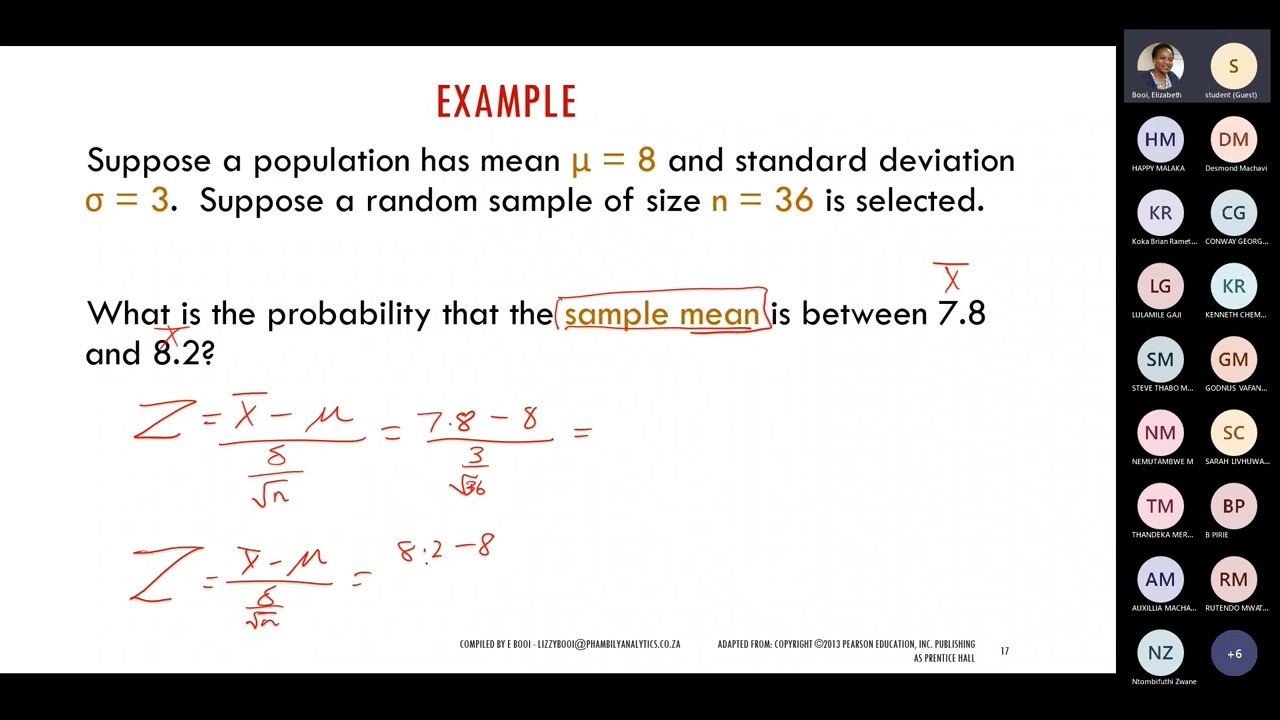 EXAMPLE
Suppose a population has mean μ = 8 and standard deviation
σ = 3. Suppose a random sample of size n = 36 is selected.
x̄
What is the probability that the sample mean is between 7.8
x̄
and 8.2?
Z = (x̄ - μ) / (δ / √n) = (7.8 - 8) / (3 / √36) =
Z = (x̄ - μ) / (δ / √n) = 8.2 - 8
COMPILED BY E BOOI - LIZZYBOOI@PHAMBILYANALYTICS.CO.ZA
ADAPTED FROM: COPYRIGHT ©2013 PEARSON EDUCATION, INC. PUBLISHING
AS PRENTICE HALL
17
Booi, Elizabeth
S
student (Guest)
HM
HAPPY MALAKA
DM
Desmond Machavi
KR
Koka Brian Ramet...
CG
CONWAY GEORG...
LG
LULAMILE GAJI
KR
KENNETH CHEM...
SM
STEVE THABO M...
GM
GODNUS VAFAN...
NM
NEMUTAMBWE M
SC
SARAH LIVHUWA...
TM
THANDEKA MER...
BP
B PIRIE
AM
AUXILLIA MACHA...
RM
RUTENDO MWAT...
NZ
Ntombifuthi Zwane
+6